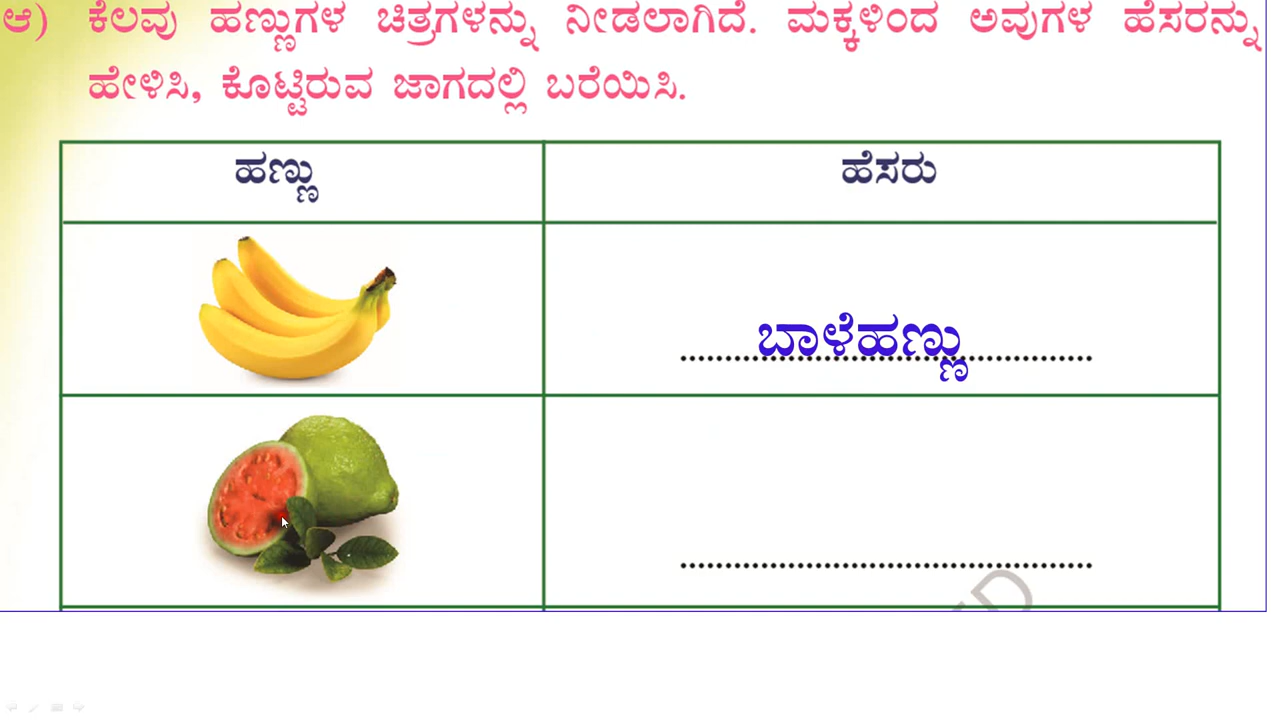 ಆ) ಕೆಲವು ಹಣ್ಣುಗಳ ಚಿತ್ರಗಳನ್ನು ನೀಡಲಾಗಿದೆ. ಮಕ್ಕಳಿಂದ ಅವುಗಳ ಹೆಸರನ್ನು
ಹೇಳಿಸಿ, ಕೊಟ್ಟಿರುವ ಜಾಗದಲ್ಲಿ ಬರೆಯಿಸಿ.
ಹಣ್ಣು ಹೆಸರು
ಬಾಳೆಹಣ್ಣು